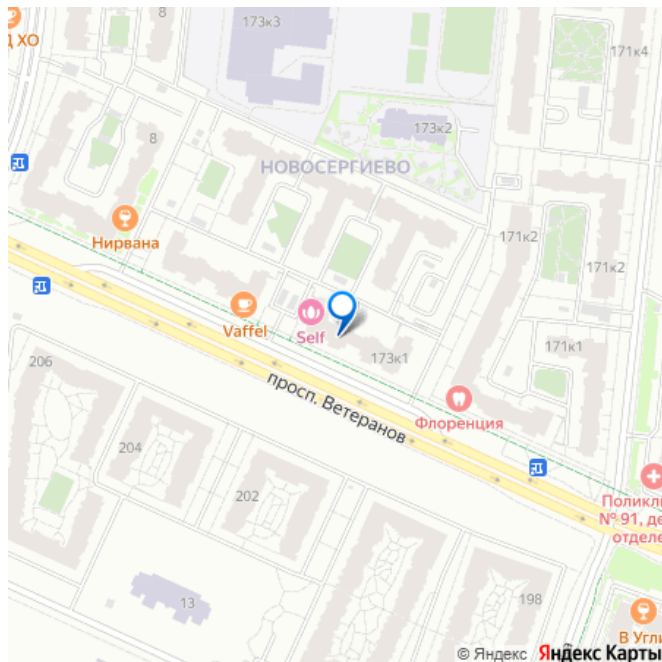 8
173к3
171к4
Д ХО
173к2
8
НОВОСЕРГИЕВО
Нирвана
171к2
171к2
Vaffel
Self
171к1
173к1
206
просп. Ветеранов
Флоренция
204
202
Поликл
№ 91, де
отделе
13
198
В Угли
© Яндекс Яндекс Карты